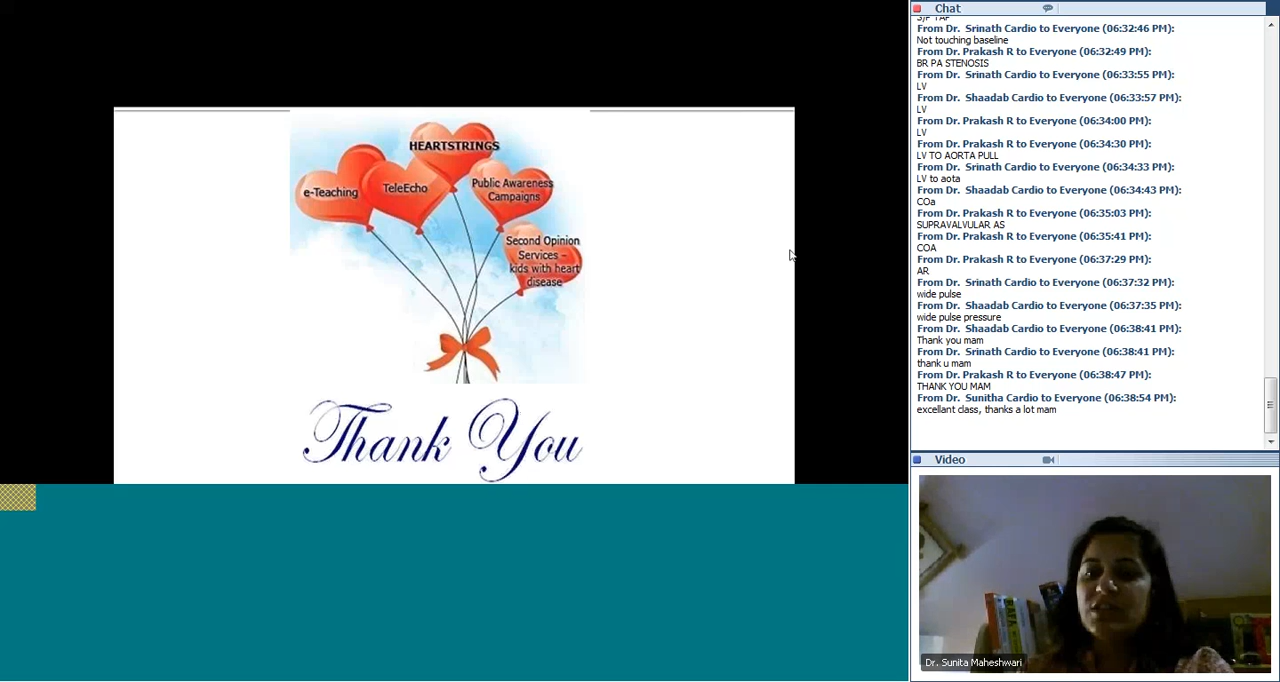 HEARTSTRINGS
e-Teaching
TeleEcho
Public Awareness
Campaigns
Second Opinion
Services –
kids with heart
disease
Thank You
Chat
S/P TAP
From Dr. Srinath Cardio to Everyone (06:32:46 PM):
Not touching baseline
From Dr. Prakash R to Everyone (06:32:49 PM):
BR PA STENOSIS
From Dr. Srinath Cardio to Everyone (06:33:55 PM):
LV
From Dr. Shaadab Cardio to Everyone (06:33:57 PM):
LV
From Dr. Prakash R to Everyone (06:34:00 PM):
LV
From Dr. Prakash R to Everyone (06:34:30 PM):
LV TO AORTA PULL
From Dr. Srinath Cardio to Everyone (06:34:33 PM):
LV to aota
From Dr. Shaadab Cardio to Everyone (06:34:43 PM):
COa
From Dr. Prakash R to Everyone (06:35:03 PM):
SUPRAVALVULAR AS
From Dr. Prakash R to Everyone (06:35:41 PM):
COA
From Dr. Prakash R to Everyone (06:37:29 PM):
AR
From Dr. Srinath Cardio to Everyone (06:37:32 PM):
wide pulse
From Dr. Shaadab Cardio to Everyone (06:37:35 PM):
wide pulse pressure
From Dr. Shaadab Cardio to Everyone (06:38:41 PM):
Thank you mam
From Dr. Srinath Cardio to Everyone (06:38:41 PM):
thank u mam
From Dr. Prakash R to Everyone (06:38:47 PM):
THANK YOU MAM
From Dr. Sunitha Cardio to Everyone (06:38:54 PM):
excellant class, thanks a lot mam
Video
Dr. Sunita Maheshwari